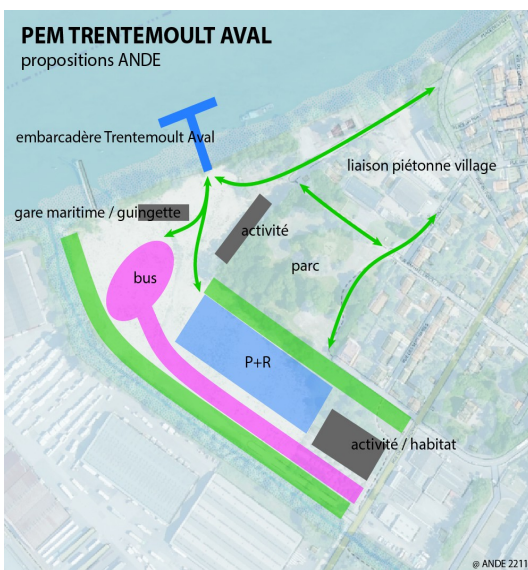 PEM TRENTEMOULT AVAL
propositions ANDE
embarcadère Trentemoult Aval
liaison piétonne village
gare maritime / guingette
activité
parc
bus
P+R
activité / habitat
@ ANDE 2211